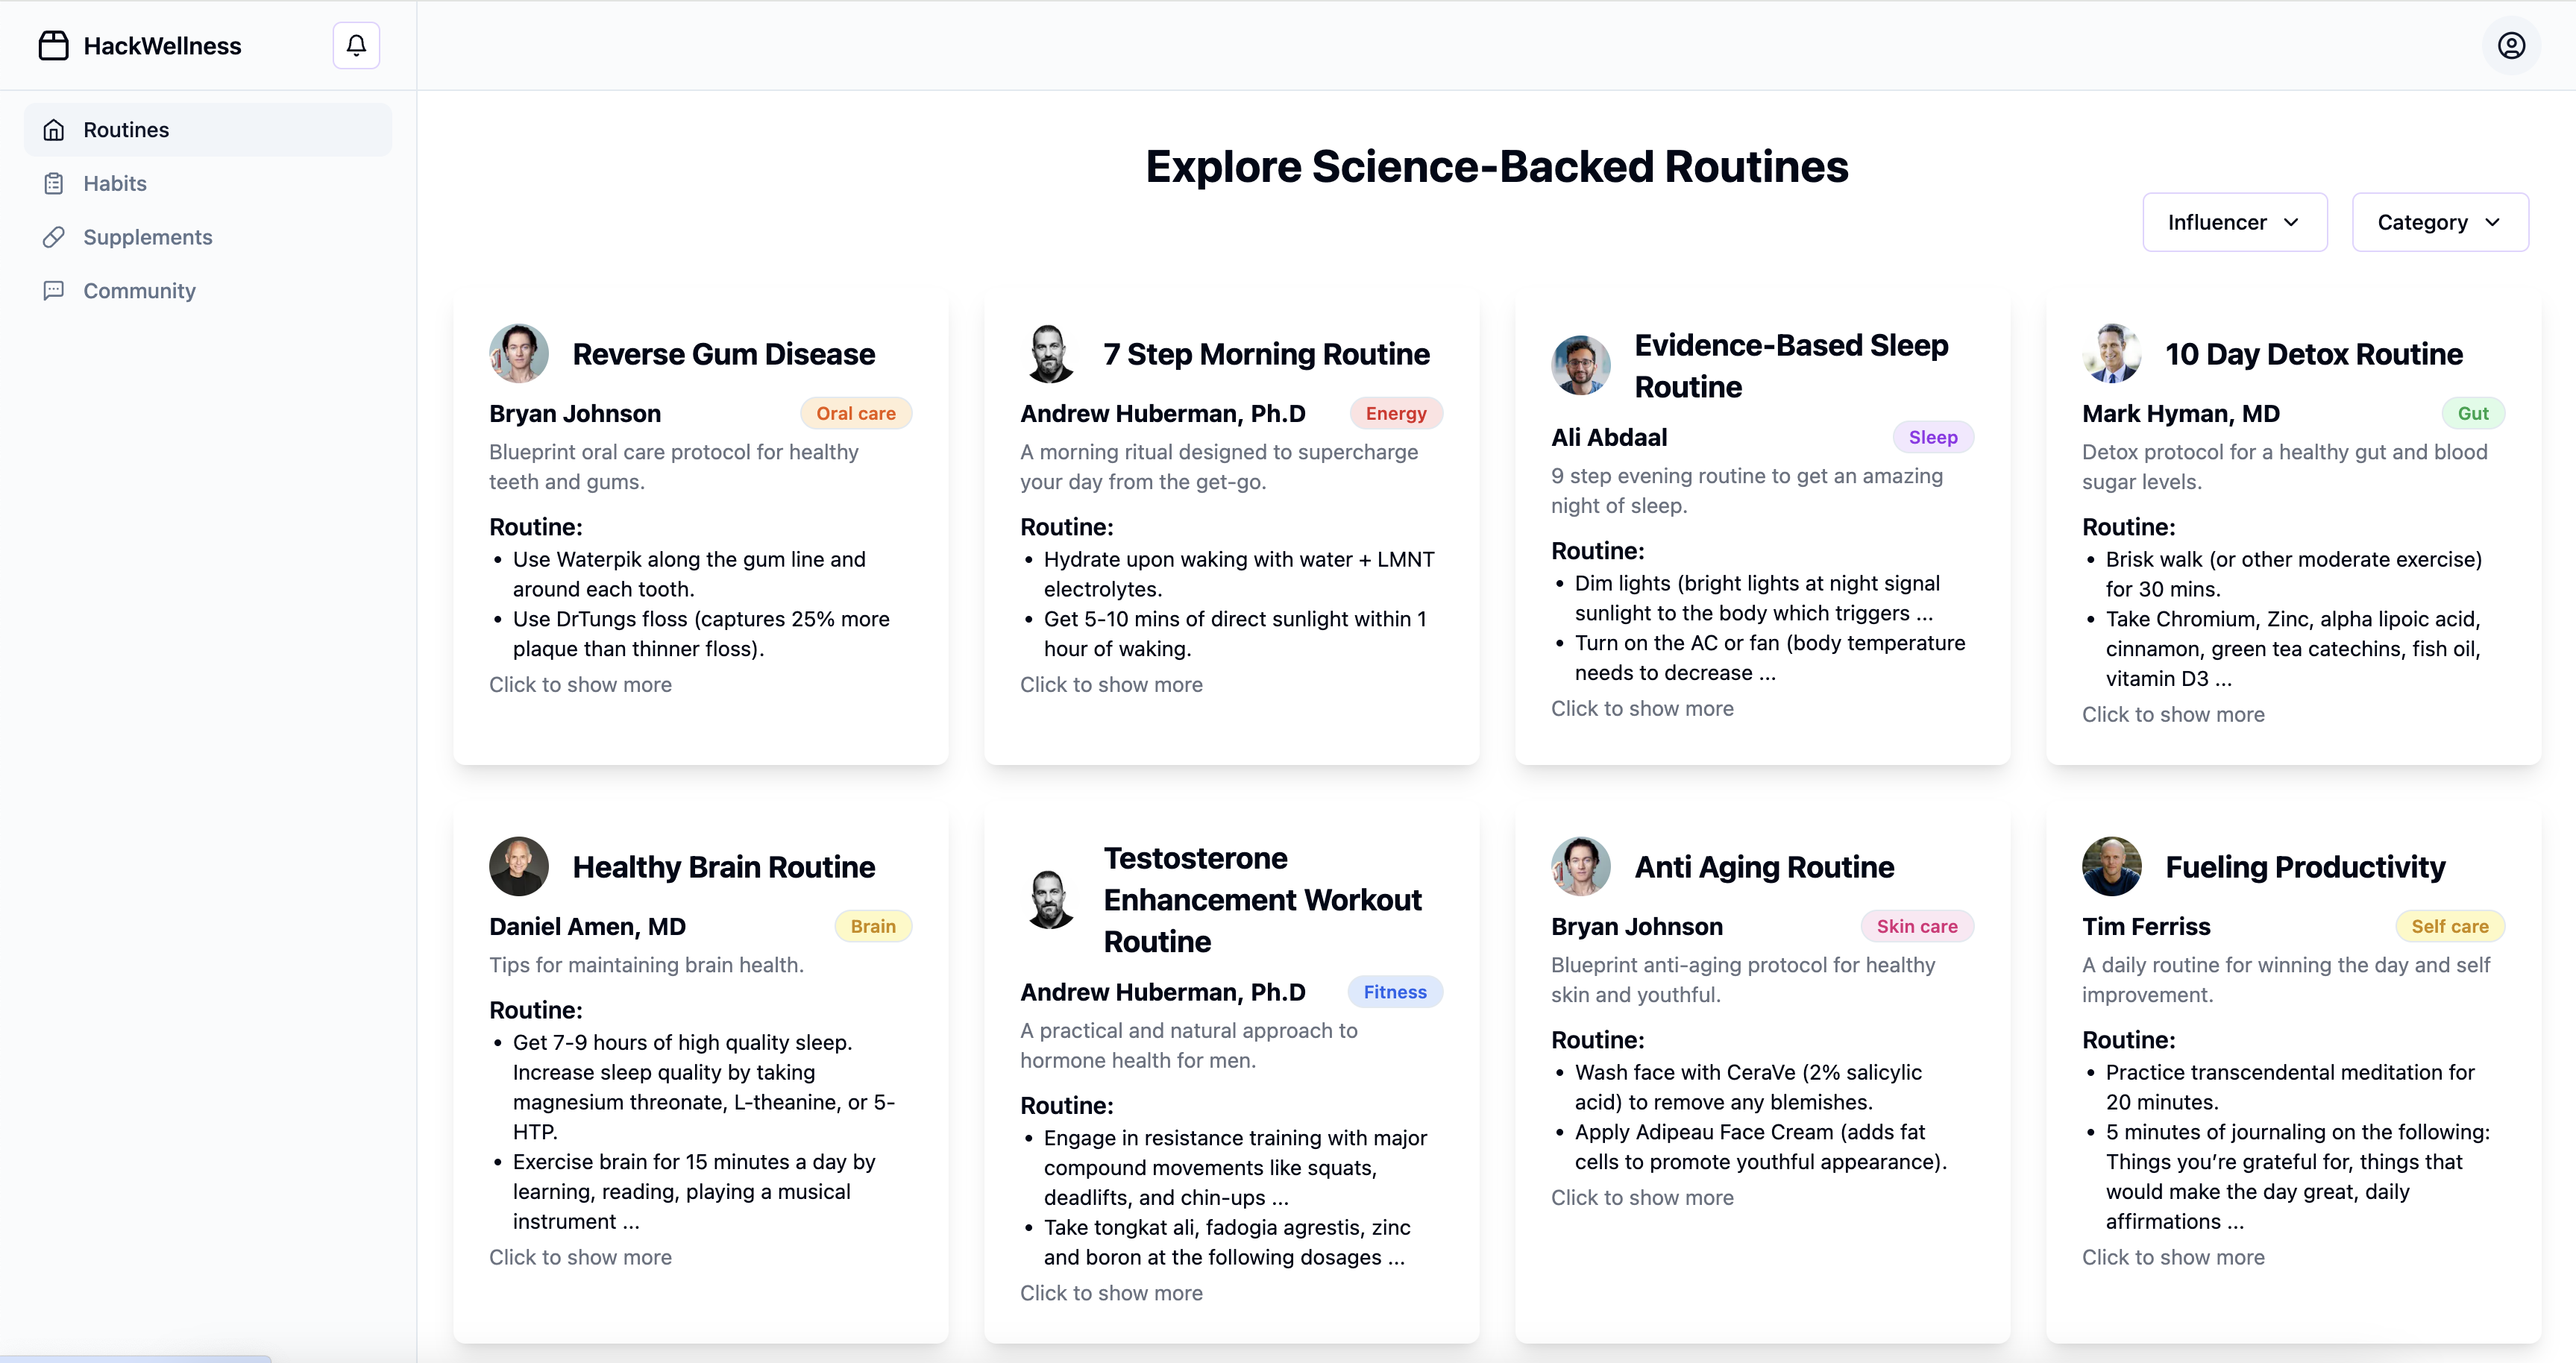 HackWellness
Routines
Habits
Supplements
Community
Explore Science-Backed Routines
Influencer
Category
Reverse Gum Disease
Bryan Johnson
Oral care
Blueprint oral care protocol for healthy
teeth and gums.
Routine:
• Use Waterpik along the gum line and
around each tooth.
• Use DrTungs floss (captures 25% more
plaque than thinner floss).
Click to show more
7 Step Morning Routine
Andrew Huberman, Ph.D
Energy
A morning ritual designed to supercharge
your day from the get-go.
Routine:
• Hydrate upon waking with water + LMNT
electrolytes.
• Get 5-10 mins of direct sunlight within 1
hour of waking.
Click to show more
Evidence-Based Sleep
Routine
Ali Abdaal
Sleep
9 step evening routine to get an amazing
night of sleep.
Routine:
• Dim lights (bright lights at night signal
sunlight to the body which triggers ...
• Turn on the AC or fan (body temperature
needs to decrease ...
Click to show more
10 Day Detox Routine
Mark Hyman, MD
Gut
Detox protocol for a healthy gut and blood
sugar levels.
Routine:
• Brisk walk (or other moderate exercise)
for 30 mins.
• Take Chromium, Zinc, alpha lipoic acid,
cinnamon, green tea catechins, fish oil,
vitamin D3 ...
Click to show more
Healthy Brain Routine
Daniel Amen, MD
Brain
Tips for maintaining brain health.
Routine:
• Get 7-9 hours of high quality sleep.
Increase sleep quality by taking
magnesium threonate, L-theanine, or 5-
HTP.
• Exercise brain for 15 minutes a day by
learning, reading, playing a musical
instrument ...
Click to show more
Testosterone
Enhancement Workout
Routine
Andrew Huberman, Ph.D
Fitness
A practical and natural approach to
hormone health for men.
Routine:
• Engage in resistance training with major
compound movements like squats,
deadlifts, and chin-ups ...
• Take tongkat ali, fadogia agrestis, zinc
and boron at the following dosages ...
Click to show more
Anti Aging Routine
Bryan Johnson
Skin care
Blueprint anti-aging protocol for healthy
skin and youthful.
Routine:
• Wash face with CeraVe (2% salicylic
acid) to remove any blemishes.
• Apply Adipeau Face Cream (adds fat
cells to promote youthful appearance).
Click to show more
Fueling Productivity
Tim Ferriss
Self care
A daily routine for winning the day and self
improvement.
Routine:
• Practice transcendental meditation for
20 minutes.
• 5 minutes of journaling on the following:
Things you’re grateful for, things that
would make the day great, daily
affirmations ...
Click to show more